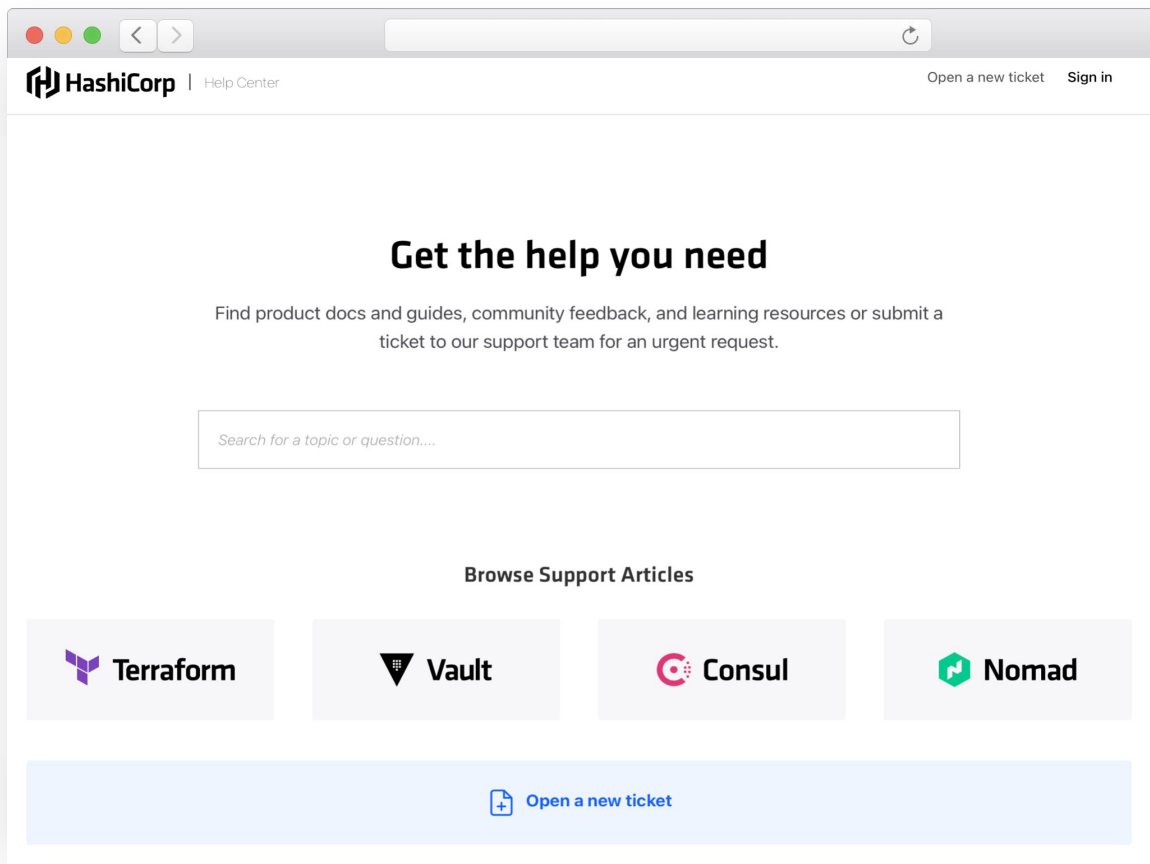 HashiCorp | Help Center
Open a new ticket Sign in
Get the help you need
Find product docs and guides, community feedback, and learning resources or submit a
ticket to our support team for an urgent request.
Search for a topic or question....
Browse Support Articles
Terraform
Vault
Consul
Nomad
Open a new ticket